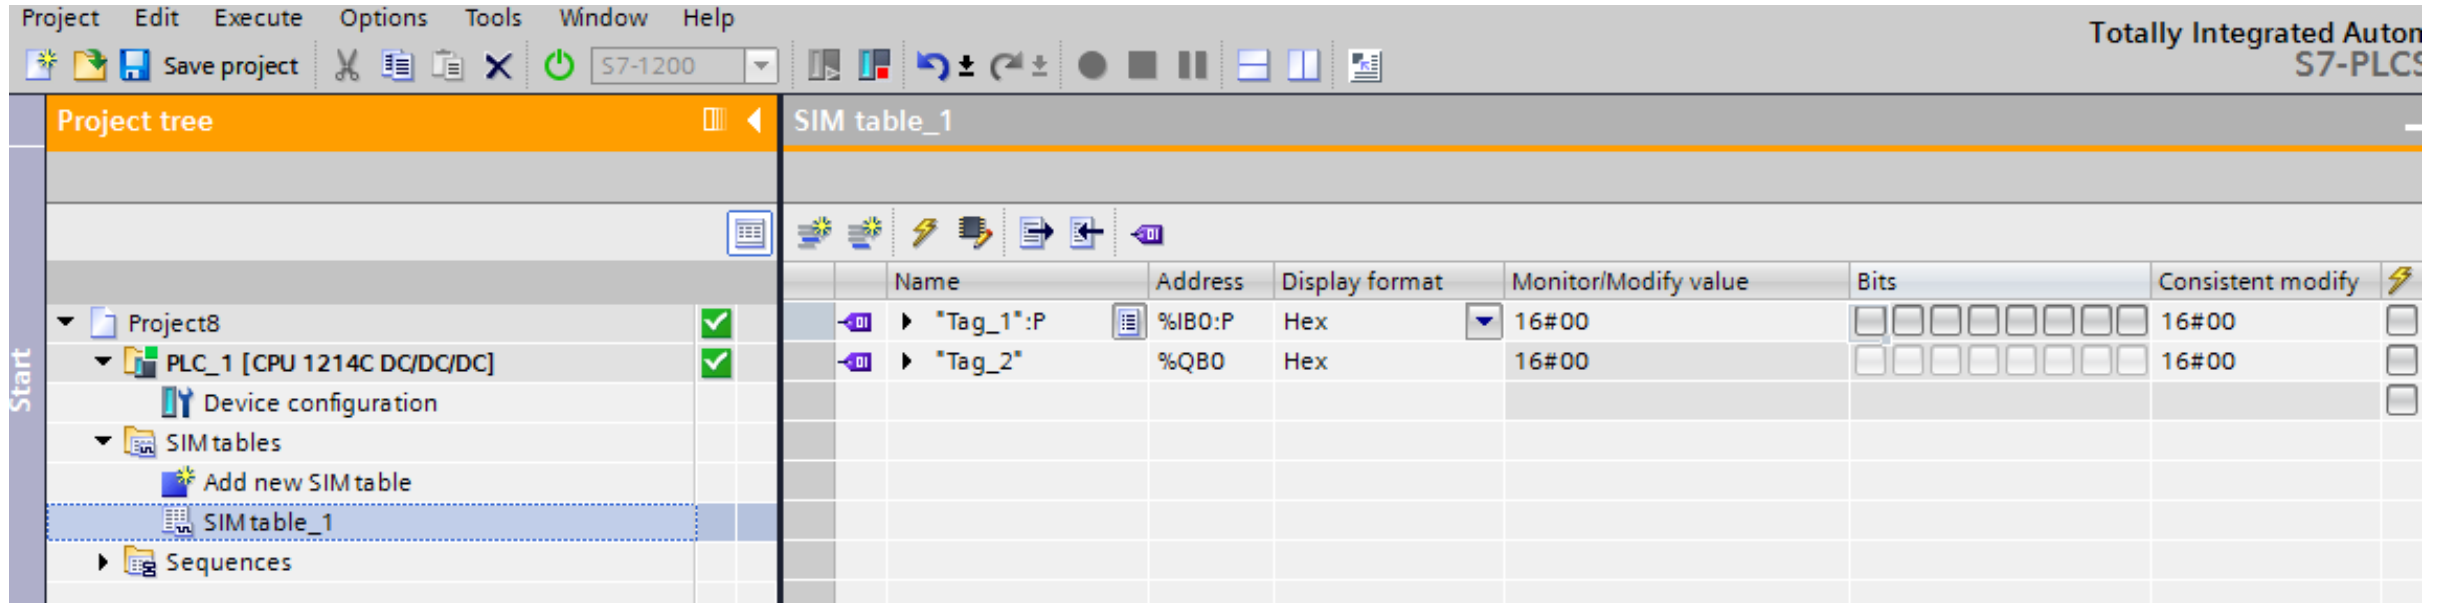 Project Edit Execute Options Tools Window Help
Totally Integrated Autom
Save project S7-1200
S7-PLCS
Project tree
SIM table_1
Start
Name Address Display format Monitor/Modify value Bits Consistent modify
Project8
"Tag_1":P %IB0:P Hex 16#00 16#00
PLC_1 [CPU 1214C DC/DC/DC]
"Tag_2" %QB0 Hex 16#00 16#00
Device configuration
SIM tables
Add new SIM table
SIM table_1
Sequences